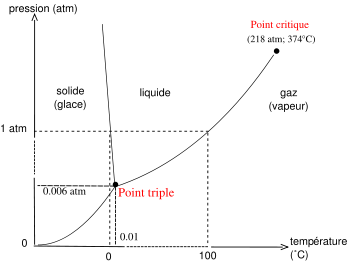 pression (atm)
Point critique
(218 atm; 374°C)
solide
(glace)
liquide
gaz
(vapeur)
1 atm
0.006 atm
Point triple
0.01
0
0
100
température
(°C)